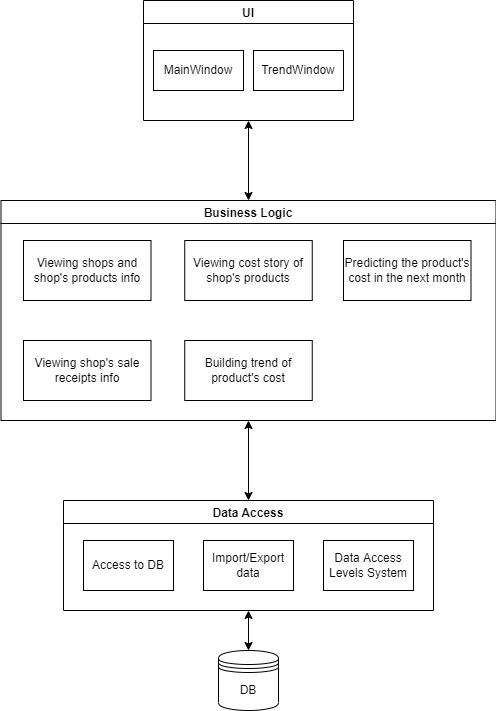 UI
MainWindow
TrendWindow
Business Logic
Viewing shops and
shop's products info
Viewing cost story of
shop's products
Predicting the product's
cost in the next month
Viewing shop's sale
receipts info
Building trend of
product's cost
Data Access
Access to DB
Import/Export
data
Data Access
Levels System
DB